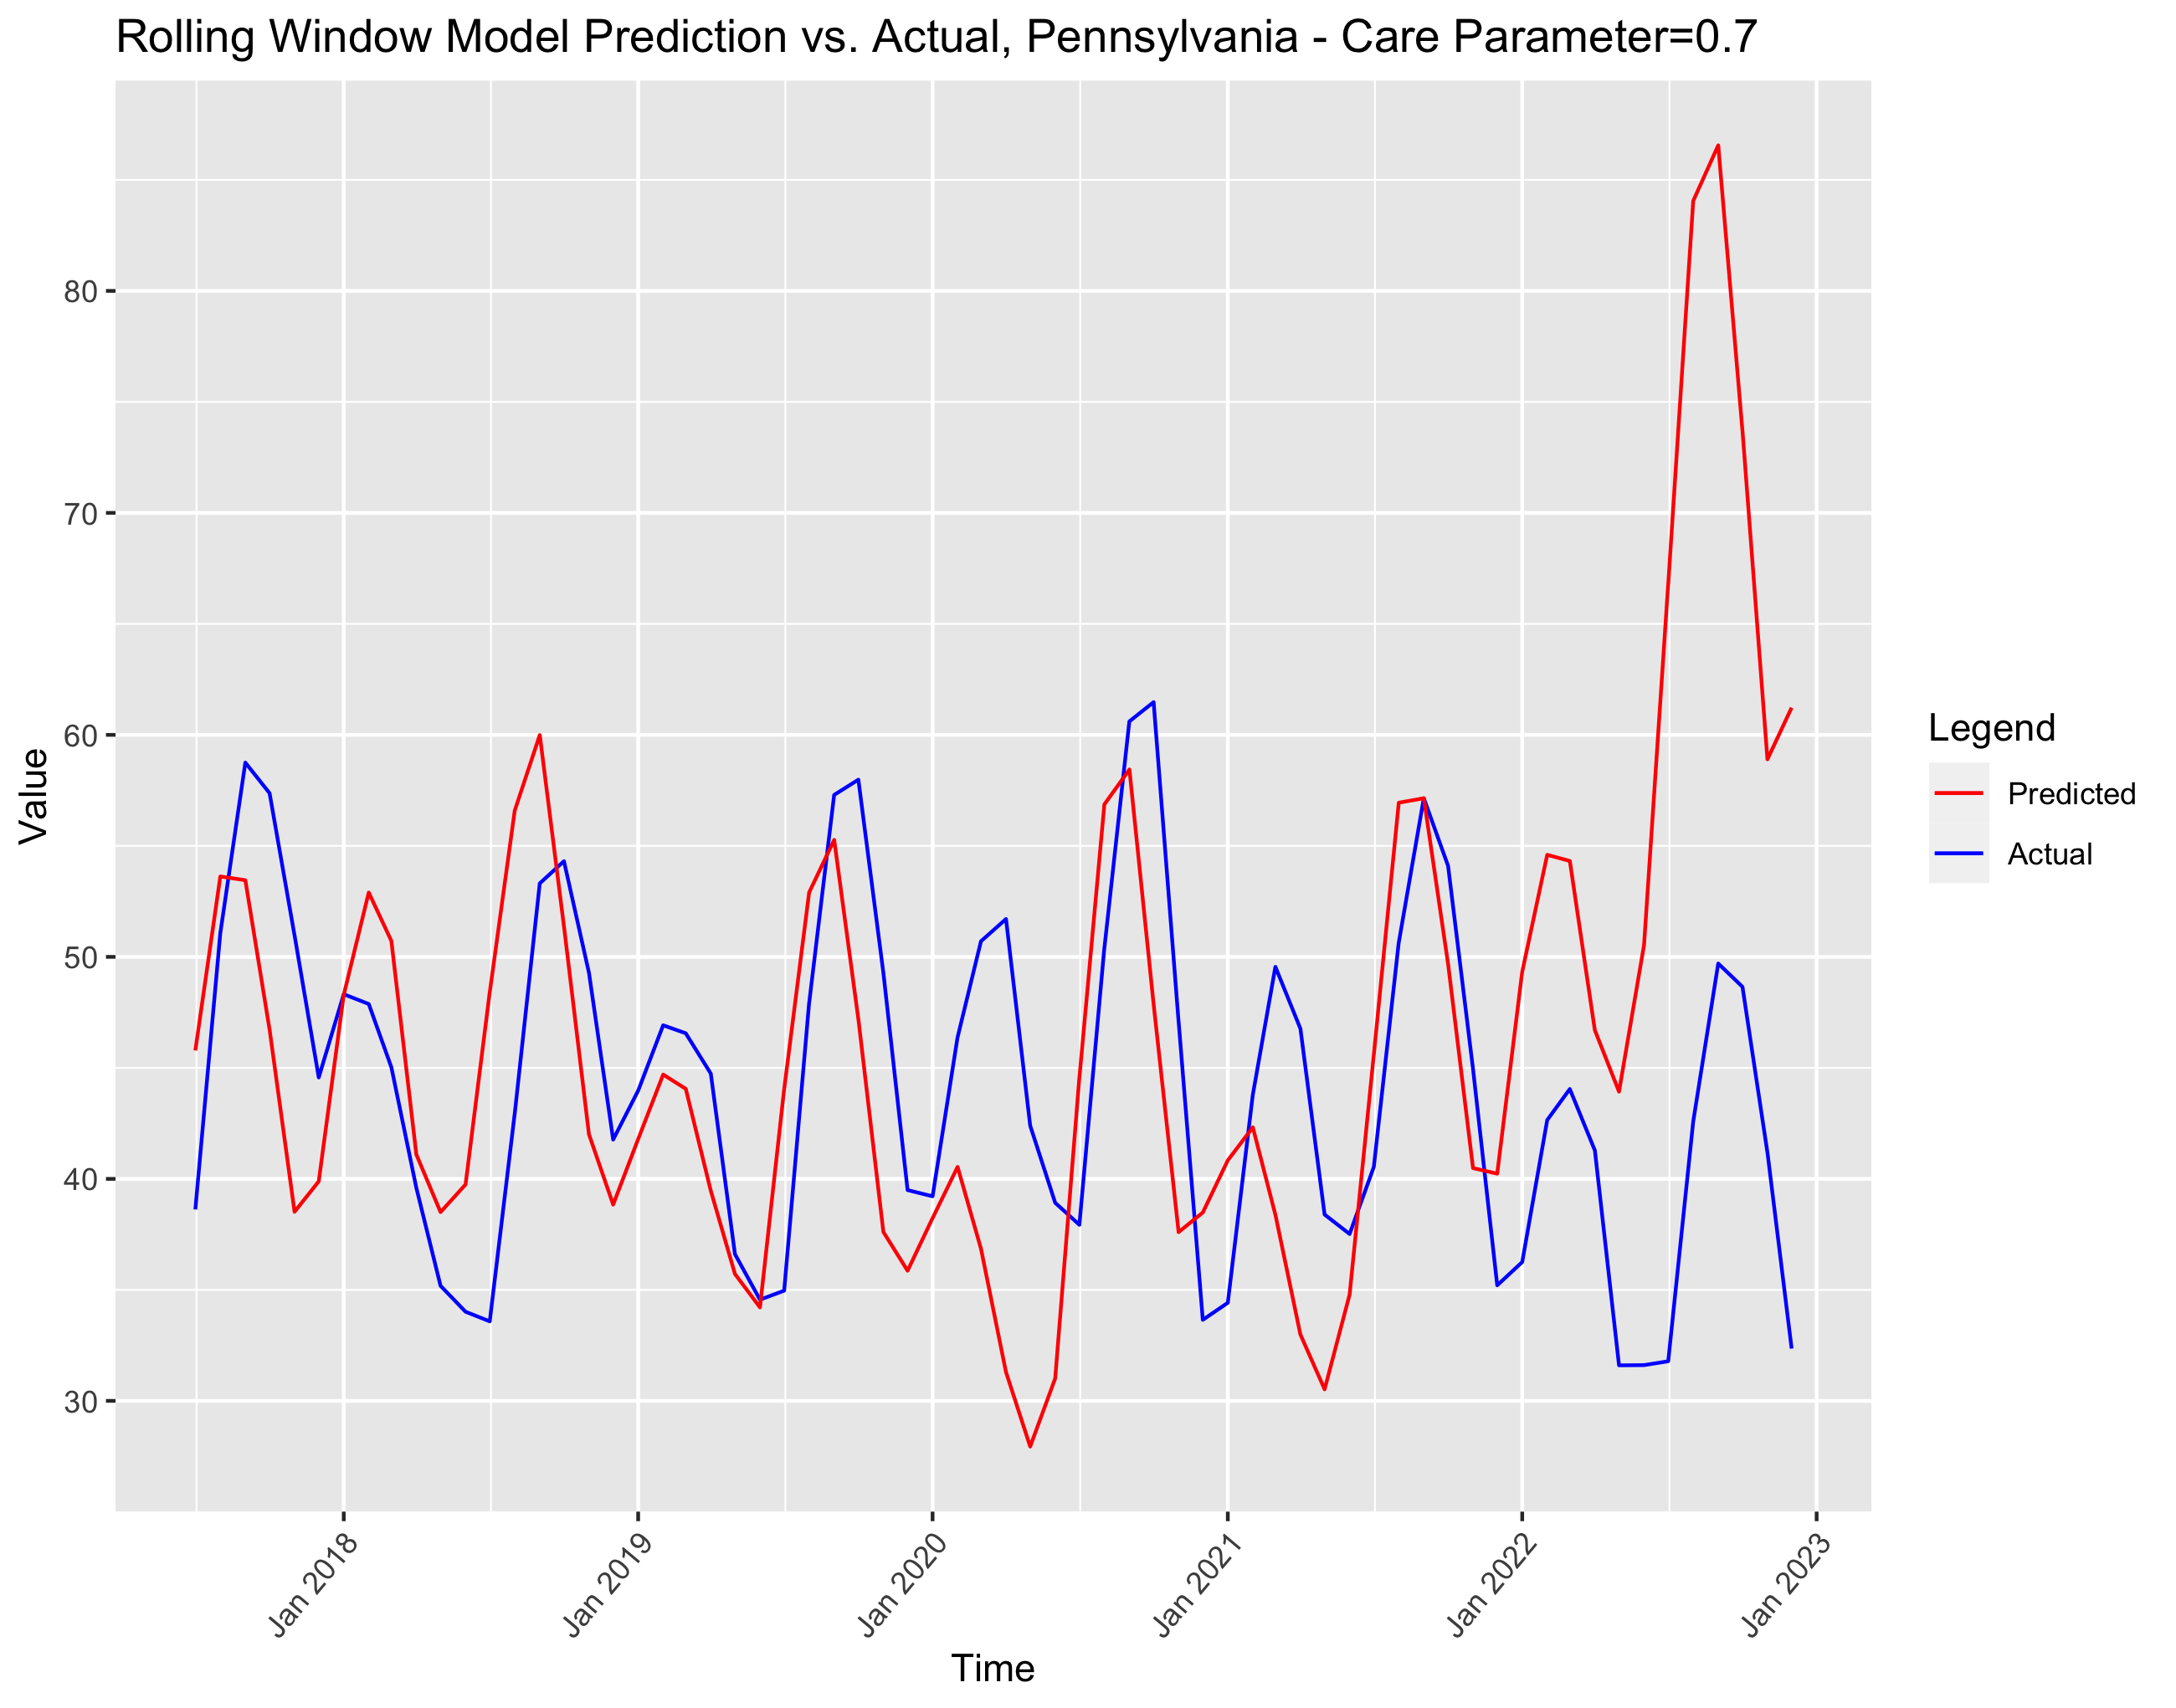 Rolling Window Model Prediction vs. Actual, Pennsylvania - Care Parameter=0.7
Value
80
70
60
50
40
30
Jan 2018
Jan 2019
Jan 2020
Jan 2021
Jan 2022
Jan 2023
Time
Legend
Predicted
Actual